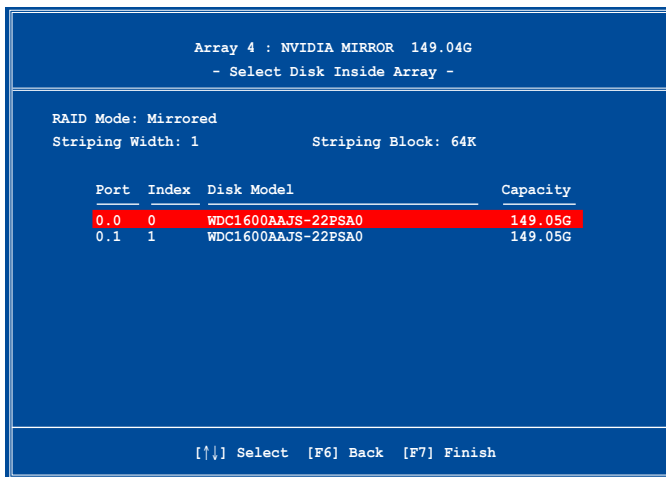 Array 4 : NVIDIA MIRROR 149.04G
- Select Disk Inside Array -
RAID Mode: Mirrored
Striping Width: 1 Striping Block: 64K
Port Index Disk Model Capacity
0.0 0 WDC1600AAJS-22PSA0 149.05G
0.1 1 WDC1600AAJS-22PSA0 149.05G
[↑↓] Select [F6] Back [F7] Finish